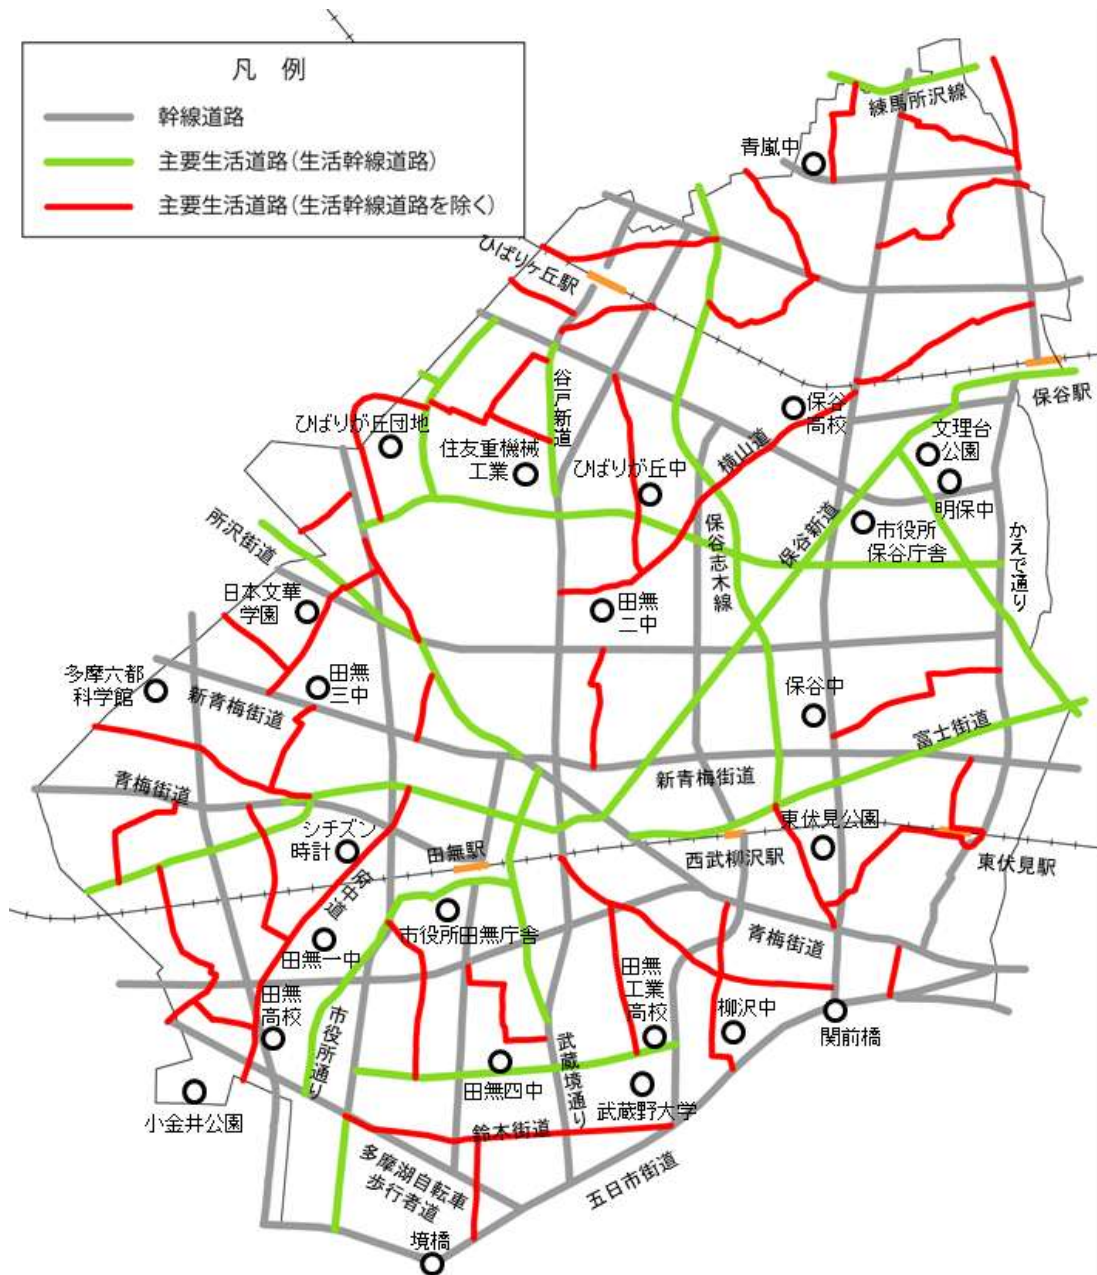 凡 例
幹線道路
主要生活道路(生活幹線道路)
主要生活道路(生活幹線道路を除く)
練馬所沢線
青嵐中
ひばりヶ丘駅
谷戸新道
保谷
高校
保谷駅
文理台
公園
ひばりが丘団地
住友重機械
工業
ひばりが丘中
横山道
明保中
保谷新道
市役所
保谷庁舎
保谷志木線
かえで通り
所沢街道
日本文華
学園
田無
二中
多摩六都
科学館
田無
三中
新青梅街道
保谷中
富士街道
青梅街道
新青梅街道
シチズン
時計
東伏見公園
田無駅
西武柳沢駅
東伏見駅
府中道
市役所田無庁舎
青梅街道
田無一中
田無
工業
高校
田無
高校
柳沢中
関前橋
市役所通り
武蔵境通り
田無四中
武蔵野大学
小金井公園
鈴木街道
多摩湖自転車
歩行者道
五日市街道
境橋